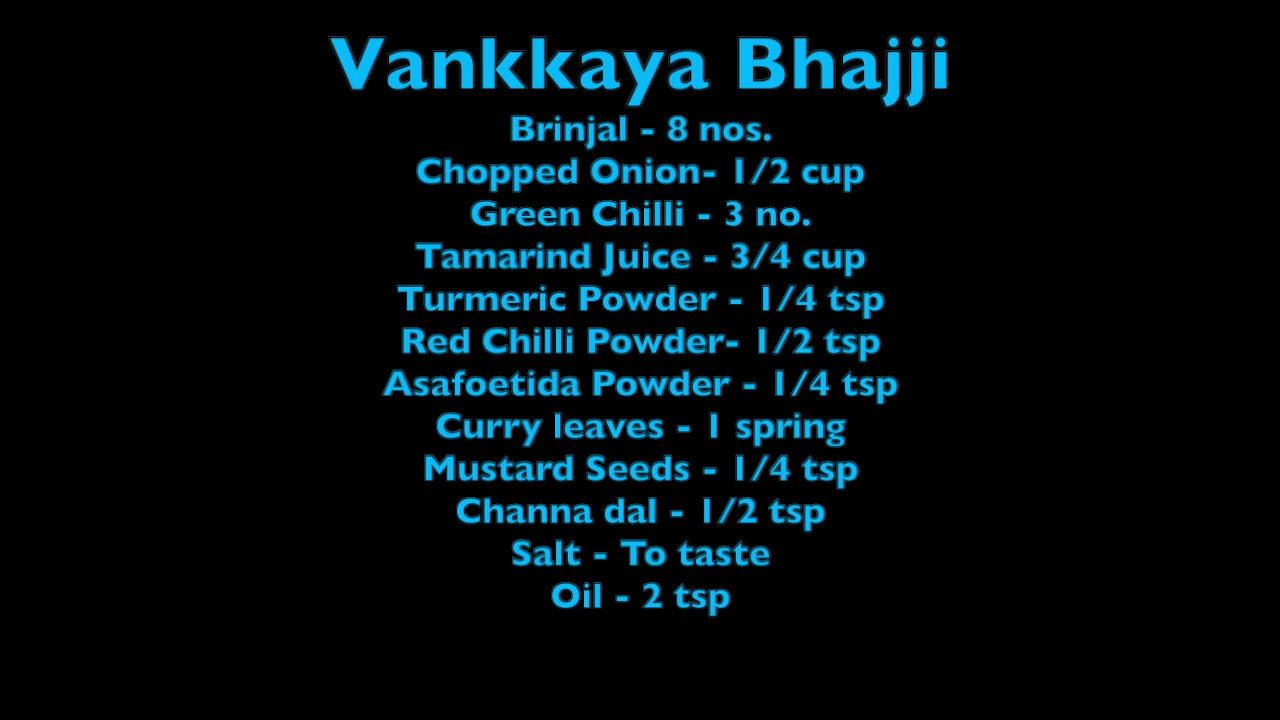 Vankkaya Bhajji
Brinjal - 8 nos.
Chopped Onion- 1/2 cup
Green Chilli - 3 no.
Tamarind Juice - 3/4 cup
Turmeric Powder - 1/4 tsp
Red Chilli Powder- 1/2 tsp
Asafoetida Powder - 1/4 tsp
Curry leaves - 1 spring
Mustard Seeds - 1/4 tsp
Channa dal - 1/2 tsp
Salt - To taste
Oil - 2 tsp